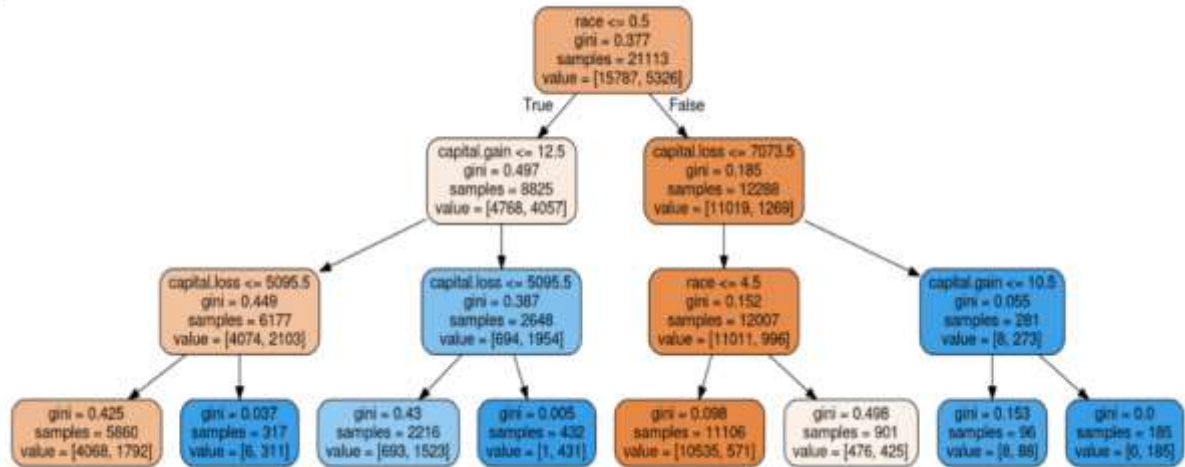 race <= 0.5
gini = 0.377
samples = 21113
value = [15787, 5326]
True
False
capital.gain <= 12.5
gini = 0.497
samples = 8825
value = [4768, 4057]
capital.loss <= 7073.5
gini = 0.185
samples = 12288
value = [11019, 1269]
capital.loss <= 5095.5
gini = 0.449
samples = 6177
value = [4074, 2103]
capital.loss <= 5095.5
gini = 0.387
samples = 2648
value = [694, 1954]
race <= 4.5
gini = 0.152
samples = 12007
value = [11011, 996]
capital.gain <= 10.5
gini = 0.055
samples = 281
value = [8, 273]
gini = 0.425
samples = 5860
value = [4068, 1792]
gini = 0.037
samples = 317
value = [6, 311]
gini = 0.43
samples = 2216
value = [693, 1523]
gini = 0.005
samples = 432
value = [1, 431]
gini = 0.098
samples = 11106
value = [10535, 571]
gini = 0.498
samples = 901
value = [476, 425]
gini = 0.153
samples = 96
value = [8, 88]
gini = 0.0
samples = 185
value = [0, 185]